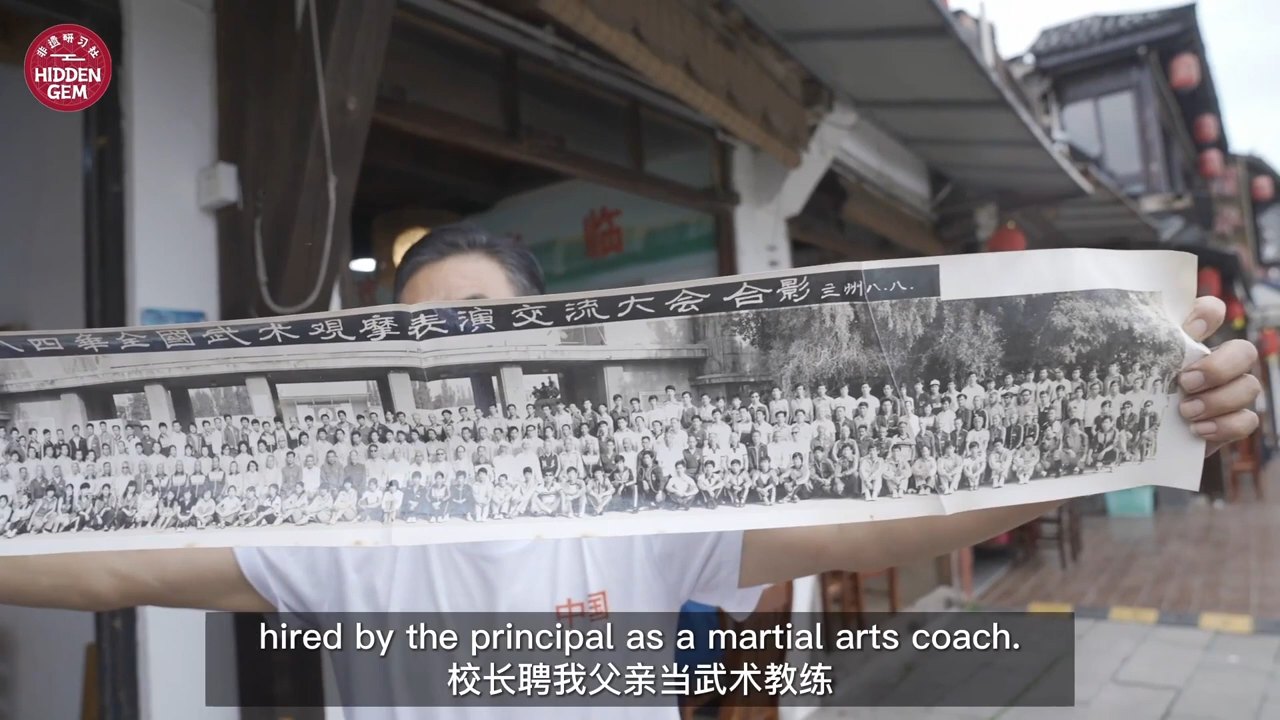 非遗研习社
HIDDEN
GEM
临
八四年全國武术观摩表演交流大会合影 兰州八.八.
中国
hired by the principal as a martial arts coach.
校长聘我父亲当武术教练